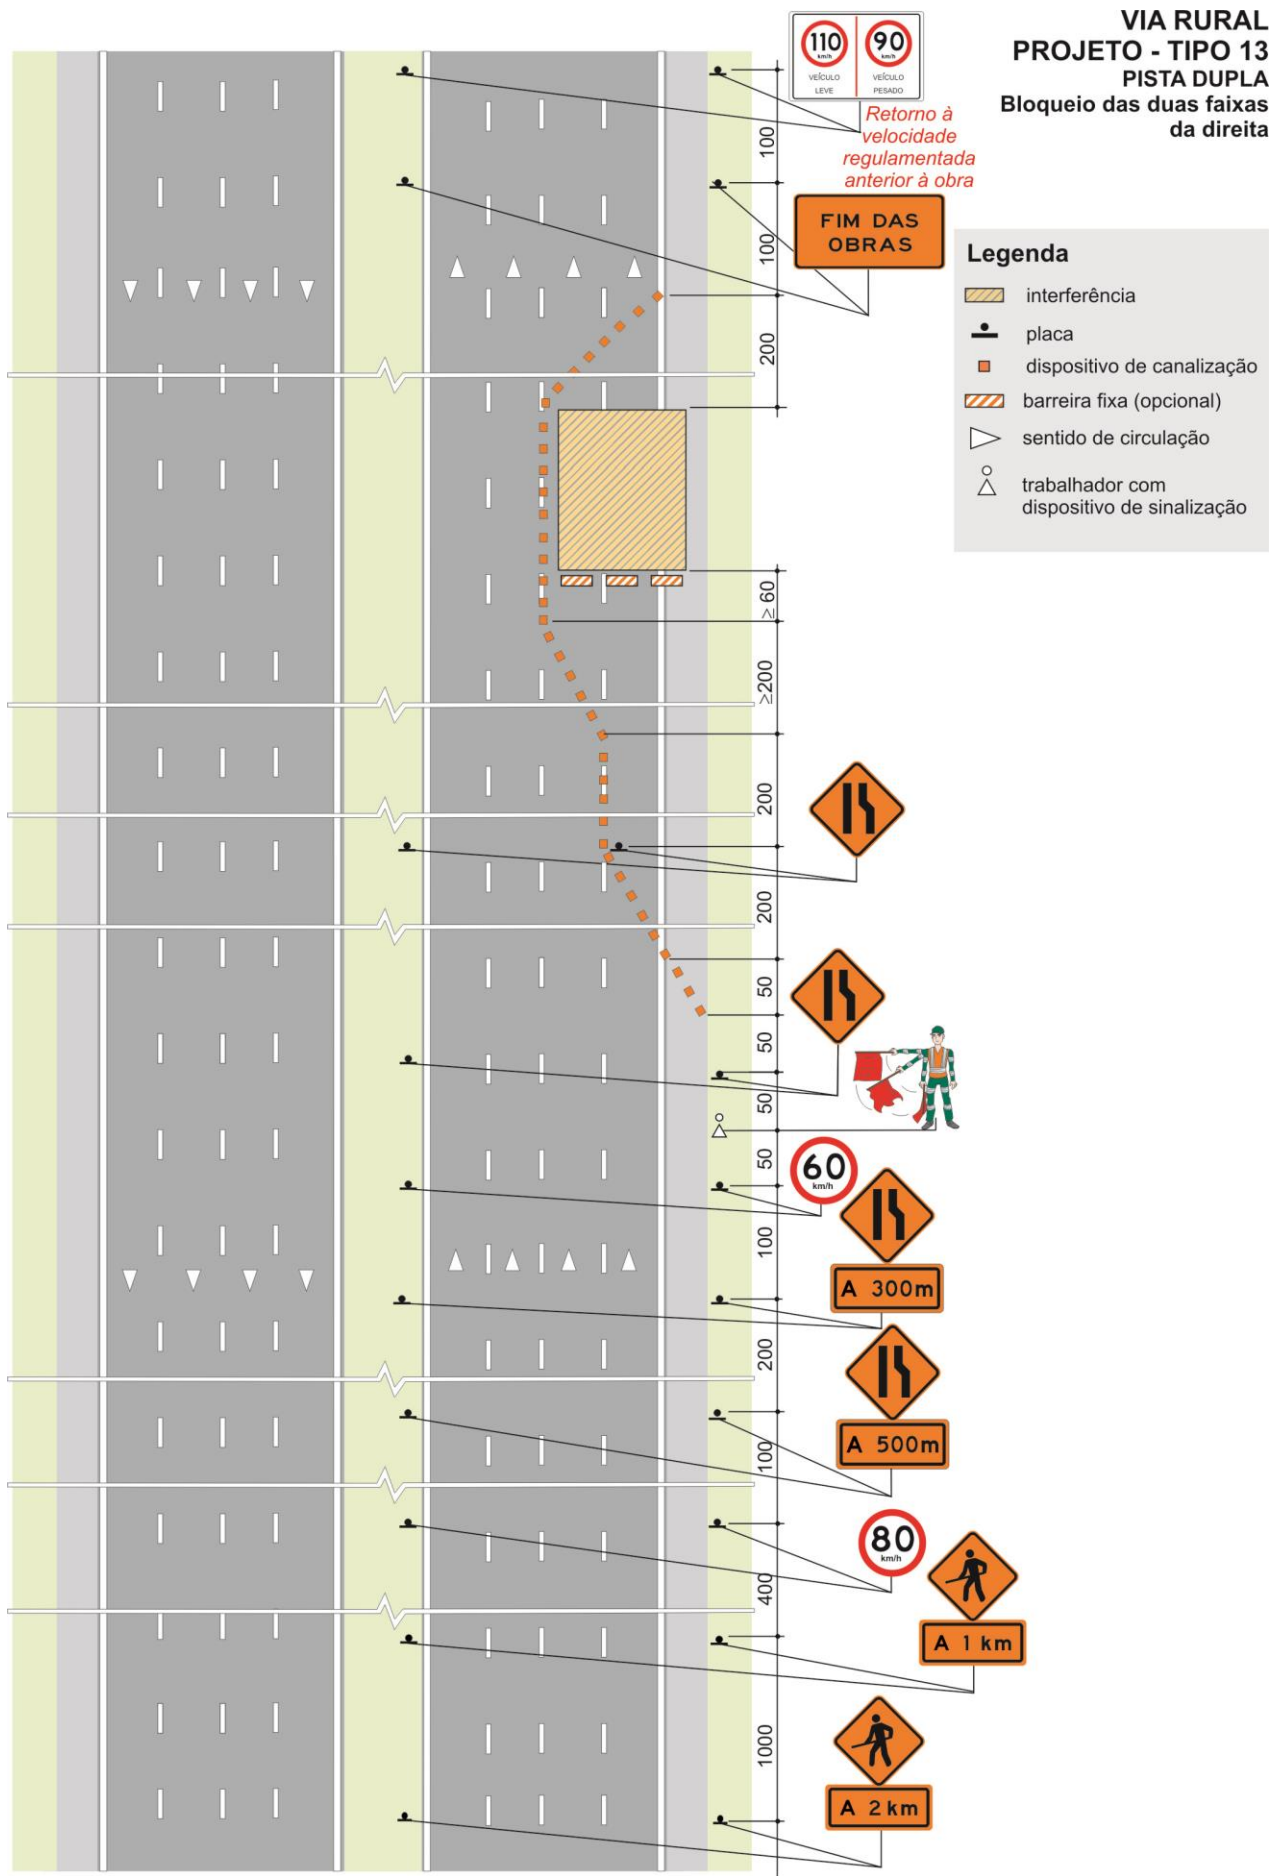 VIA RURAL
PROJETO - TIPO 13
PISTA DUPLA
Bloqueio das duas faixas
da direita
110
km/h
VEÍCULO
LEVE
90
km/h
VEÍCULO
PESADO
Retorno à
velocidade
regulamentada
anterior à obra
100
FIM DAS
OBRAS
100
Legenda
interferência
placa
dispositivo de canalização
barreira fixa (opcional)
sentido de circulação
trabalhador com
dispositivo de sinalização
200
≥ 60
≥200
200
200
50
50
50
50
60
km/h
100
A 300m
200
A 500m
100
80
km/h
400
A 1 km
1000
A 2 km